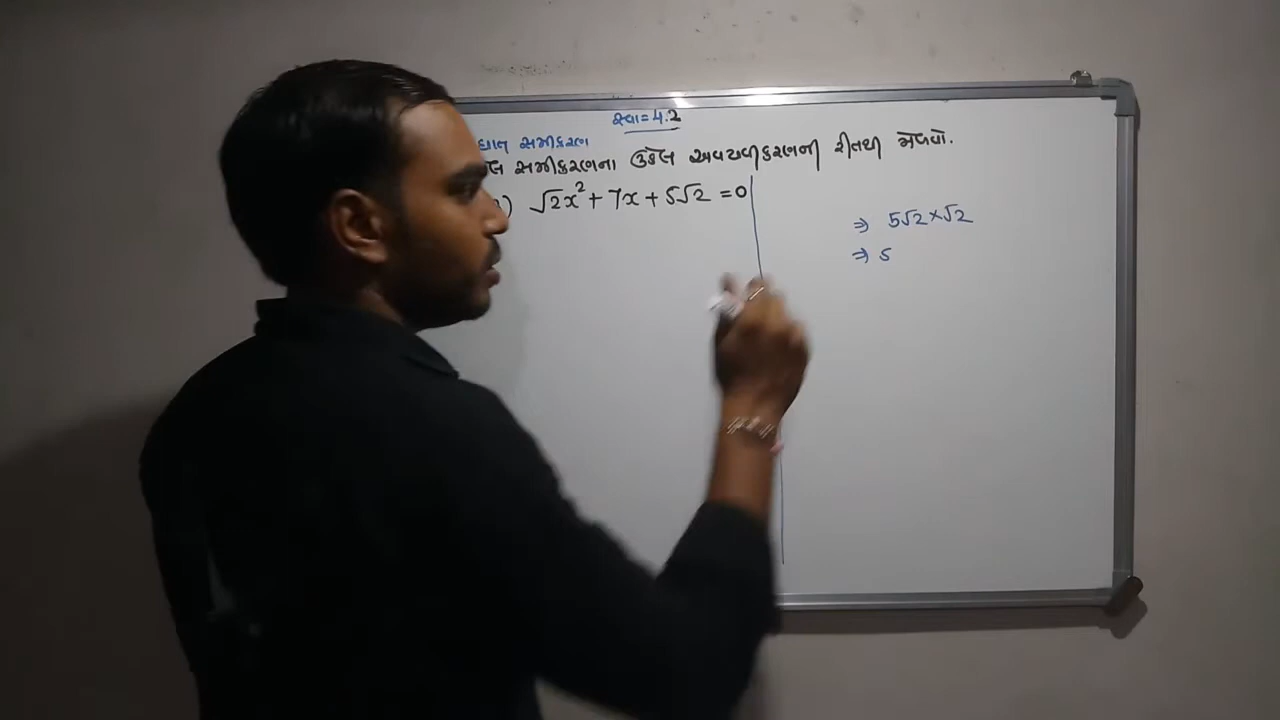 સ્વા = 4.2
ઘાત સમીકરણ
સમીકરણના ઉકેલ અવયવીકરણની રીતથી મેળવો.
) √2x² + 7x + 5√2 = 0
⇒ 5√2 × √2
⇒ 5